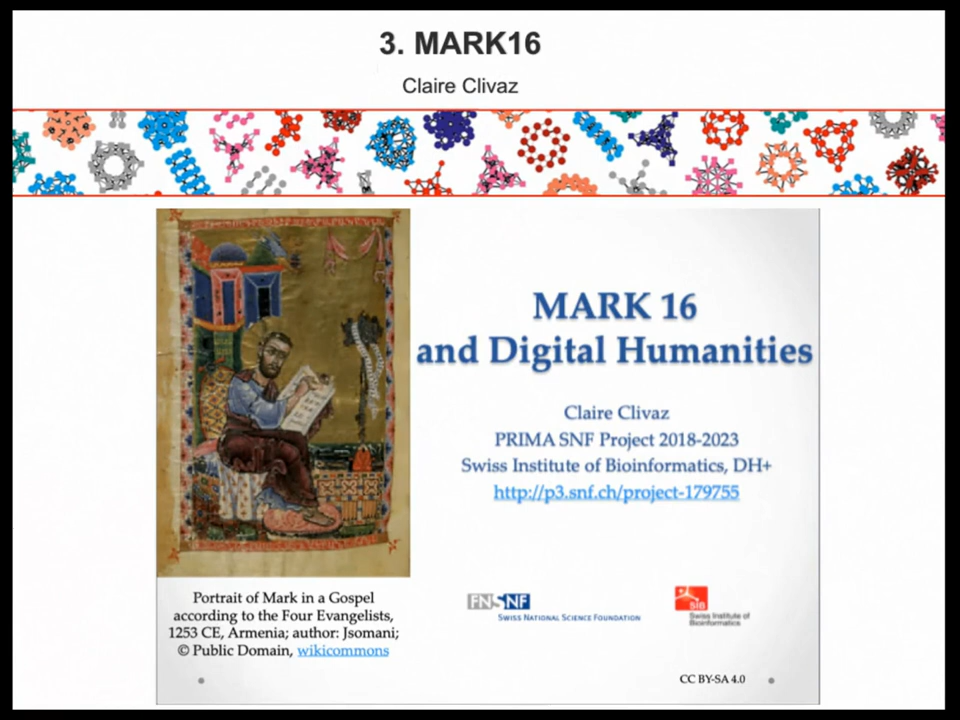 3. MARK16
Claire Clivaz
MARK 16
and Digital Humanities
Claire Clivaz
PRIMA SNF Project 2018-2023
Swiss Institute of Bioinformatics, DH+
http://p3.snf.ch/project-179755
Portrait of Mark in a Gospel
according to the Four Evangelists,
1253 CE, Armenia; author: Jsomani;
© Public Domain, wikicommons
FNSNF
SWISS NATIONAL SCIENCE FOUNDATION
SIB
Swiss Institute of
Bioinformatics
CC BY-SA 4.0